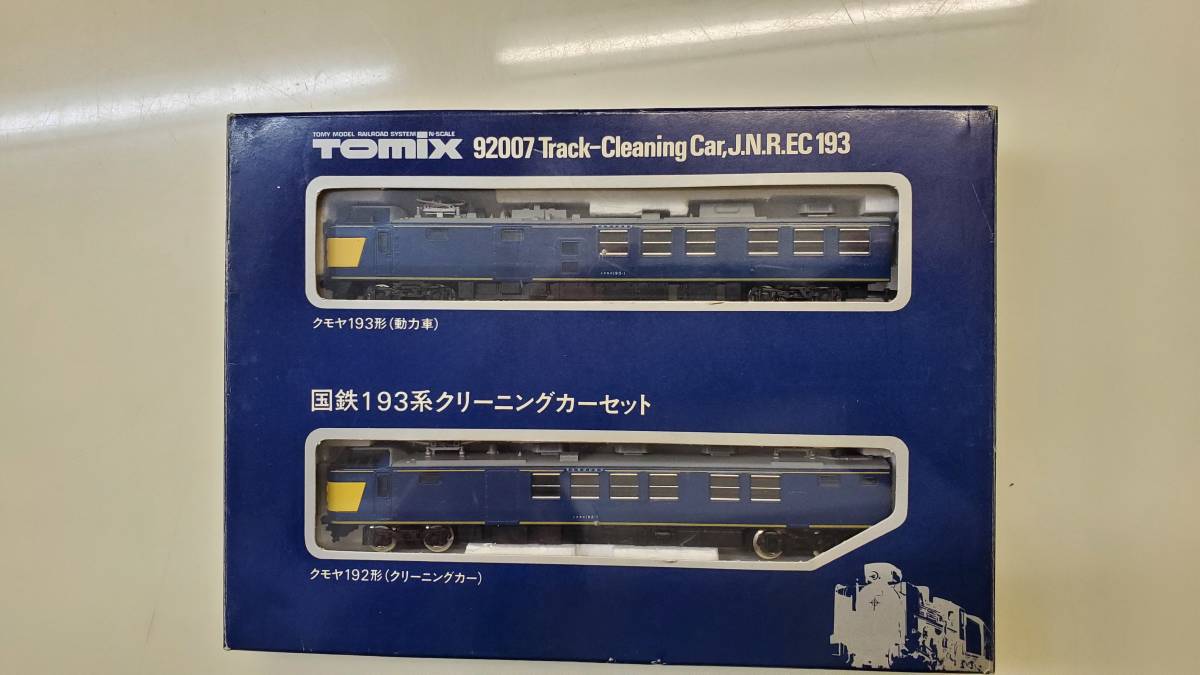 TOMY MODEL RAILROAD SYSTEM N-SCALE
TOMIX 92007 Track-Cleaning Car,J.N.R.EC 193
クモヤ193形(動力車)
国鉄193系クリーニングカーセット
クモヤ192形(クリーニングカー)